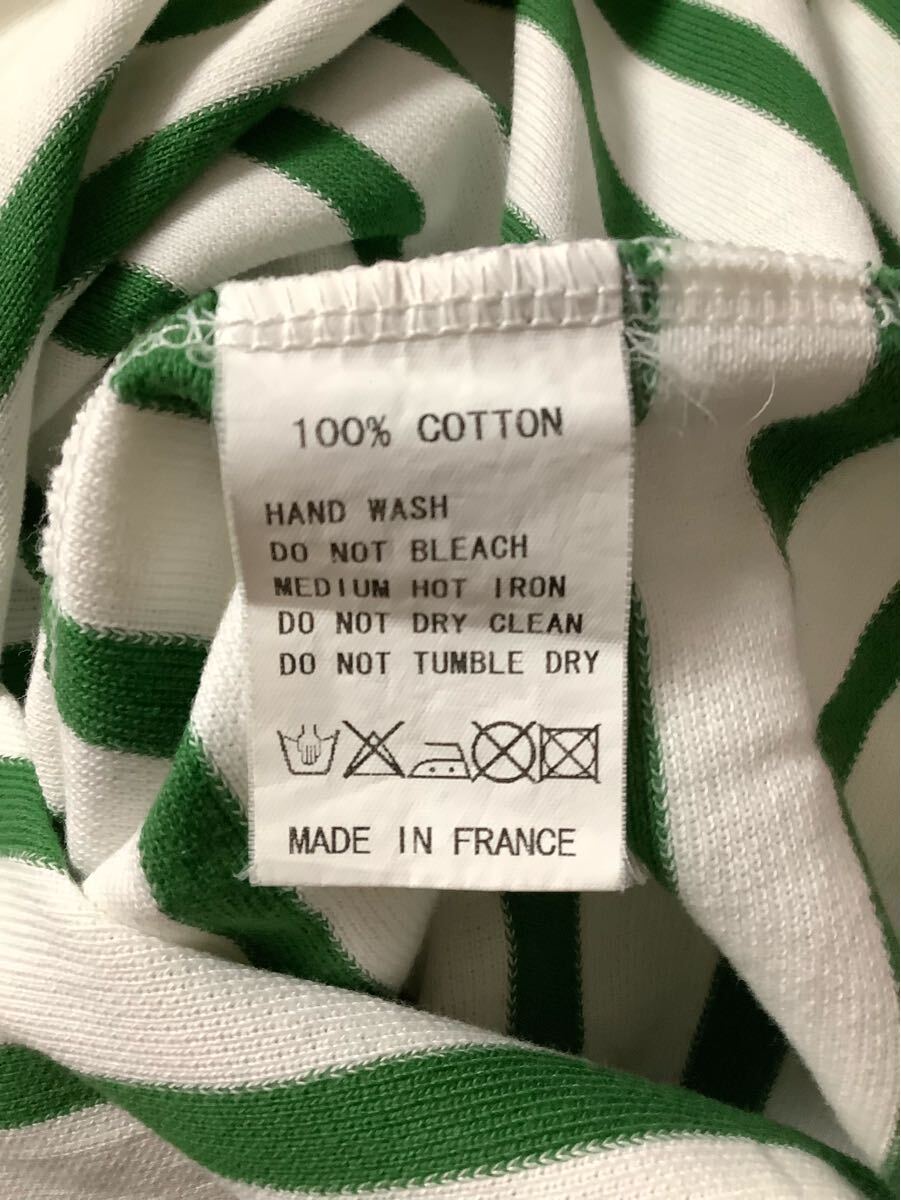 100% COTTON
HAND WASH
DO NOT BLEACH
MEDIUM HOT IRON
DO NOT DRY CLEAN
DO NOT TUMBLE DRY
MADE IN FRANCE